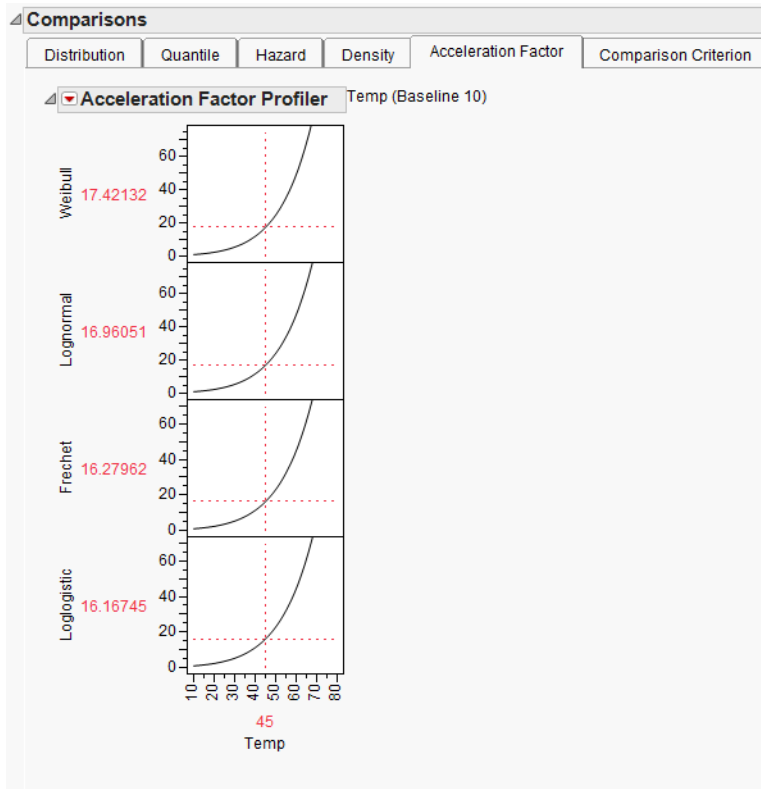 Comparisons
Distribution Quantile Hazard Density Acceleration Factor Comparison Criterion
Acceleration Factor Profiler Temp (Baseline 10)
Weibull
17.42132
60
40
20
0
Lognormal
16.96051
60
40
20
0
Frechet
16.27962
60
40
20
0
Loglogistic
16.16745
60
40
20
0
10 20 30 40 50 60 70 80
45
Temp